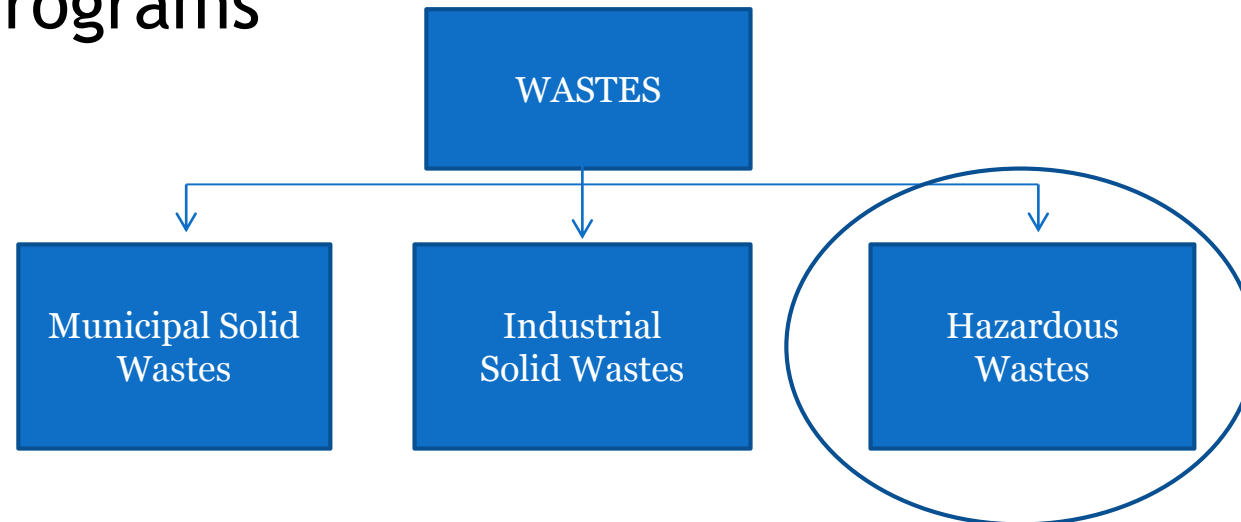 rograms
WASTES
Municipal Solid
Wastes
Industrial
Solid Wastes
Hazardous
Wastes